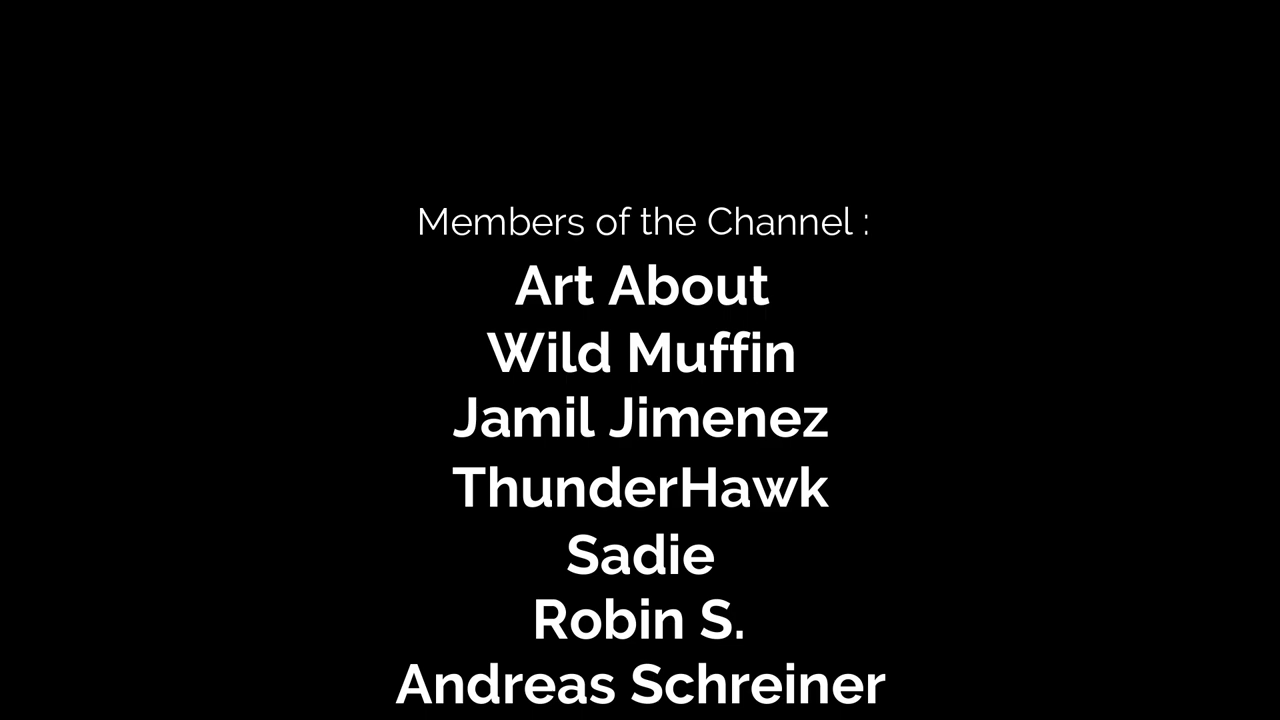 Members of the Channel :
Art About
Wild Muffin
Jamil Jimenez
ThunderHawk
Sadie
Robin S.
Andreas Schreiner